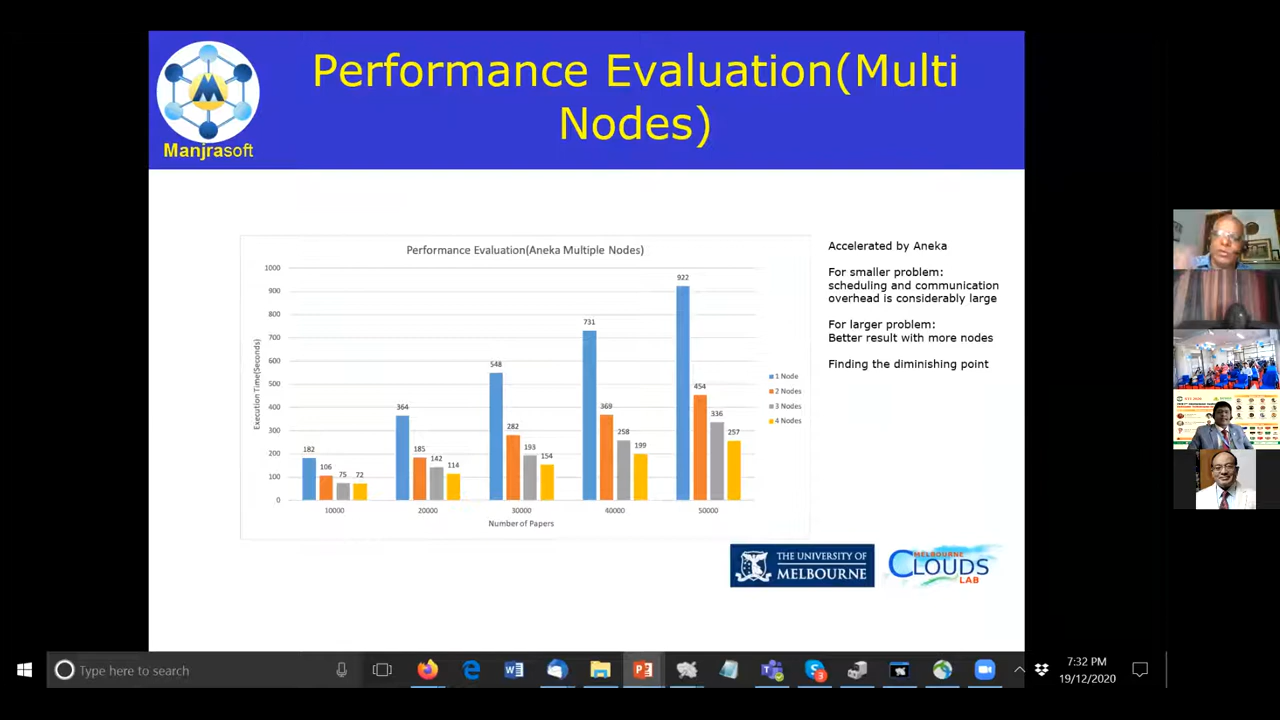 Performance Evaluation(Multi
Nodes)
Manjrasoft
Performance Evaluation(Aneka Multiple Nodes)
Execution Time(Seconds)
1000
900
800
700
600
500
400
300
200
100
0
182
106
75
72
364
185
142
114
548
282
193
154
731
369
258
199
922
454
336
257
10000
20000
30000
40000
50000
Number of Papers
1 Node
2 Nodes
3 Nodes
4 Nodes
Accelerated by Aneka
For smaller problem:
scheduling and communication
overhead is considerably large
For larger problem:
Better result with more nodes
Finding the diminishing point
THE UNIVERSITY OF
MELBOURNE
MELBOURNE
CLOUDS
LAB
Type here to search
3
7:32 PM
19/12/2020